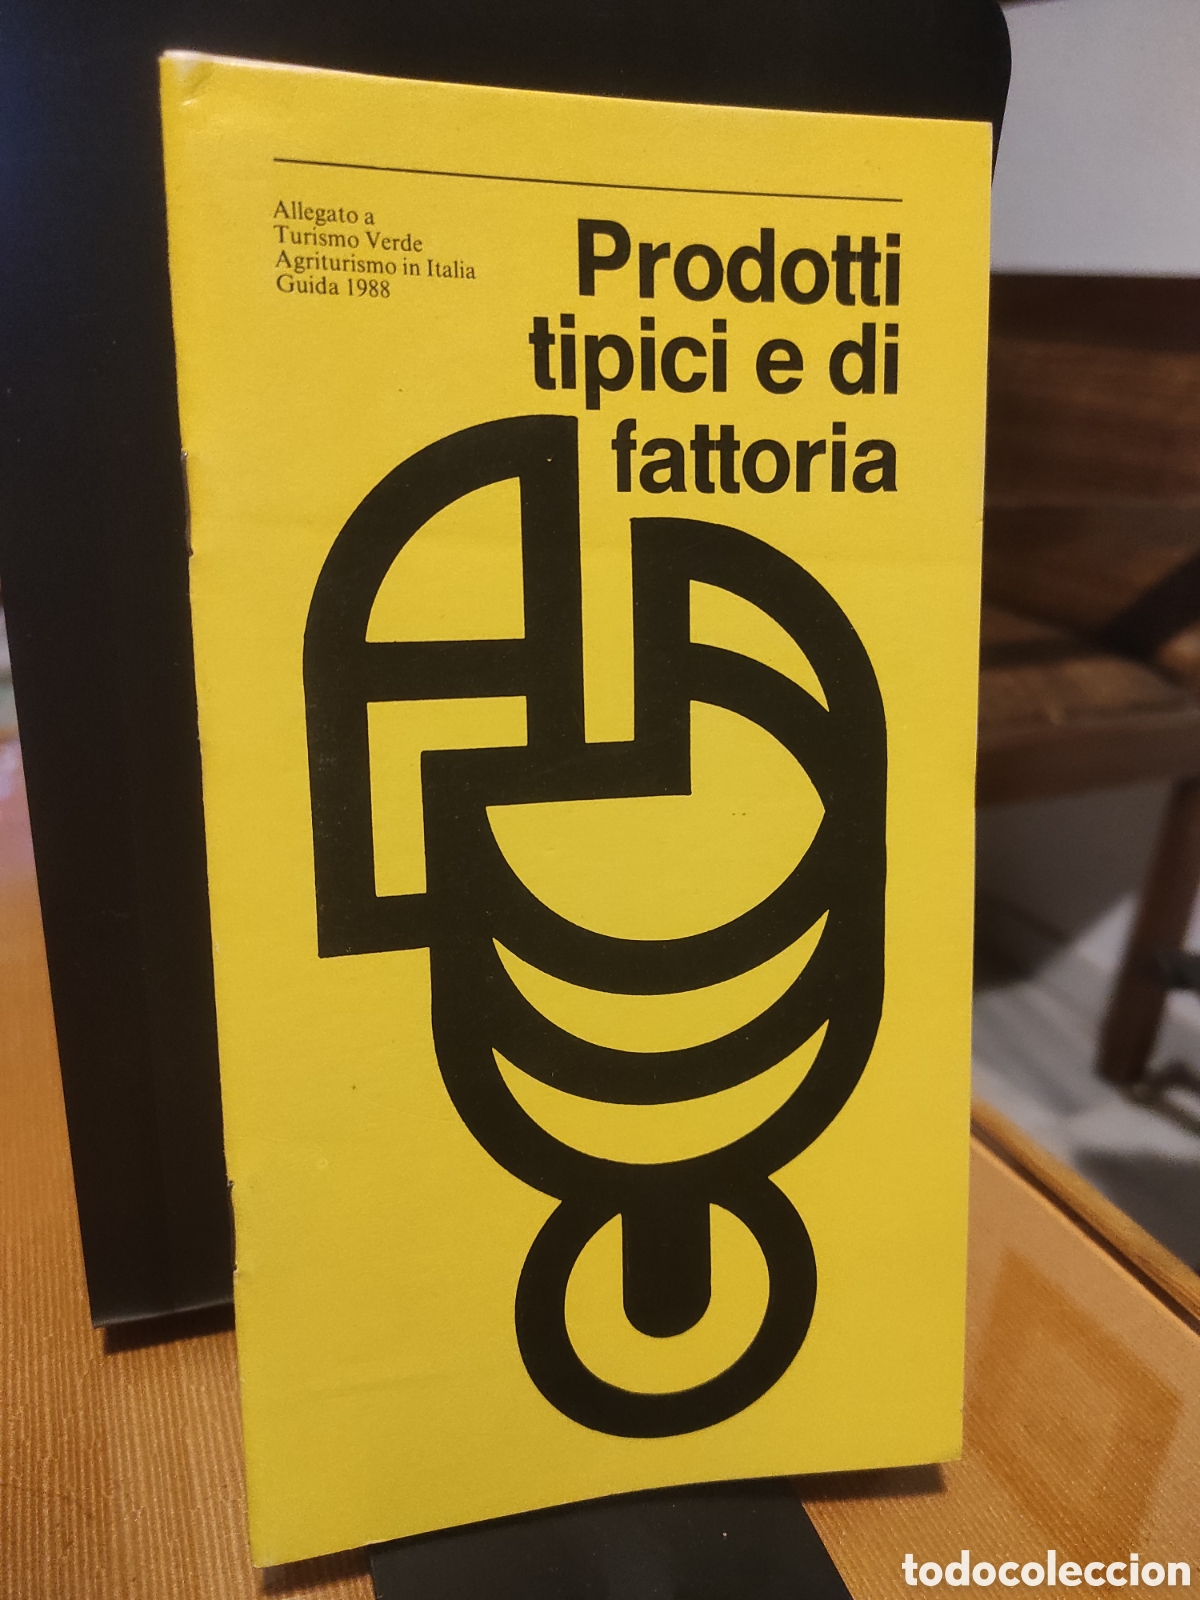 Allegato a
Turismo Verde
Agriturismo in Italia
Guida 1988
Prodotti
tipici e di
fattoria
todocoleccion